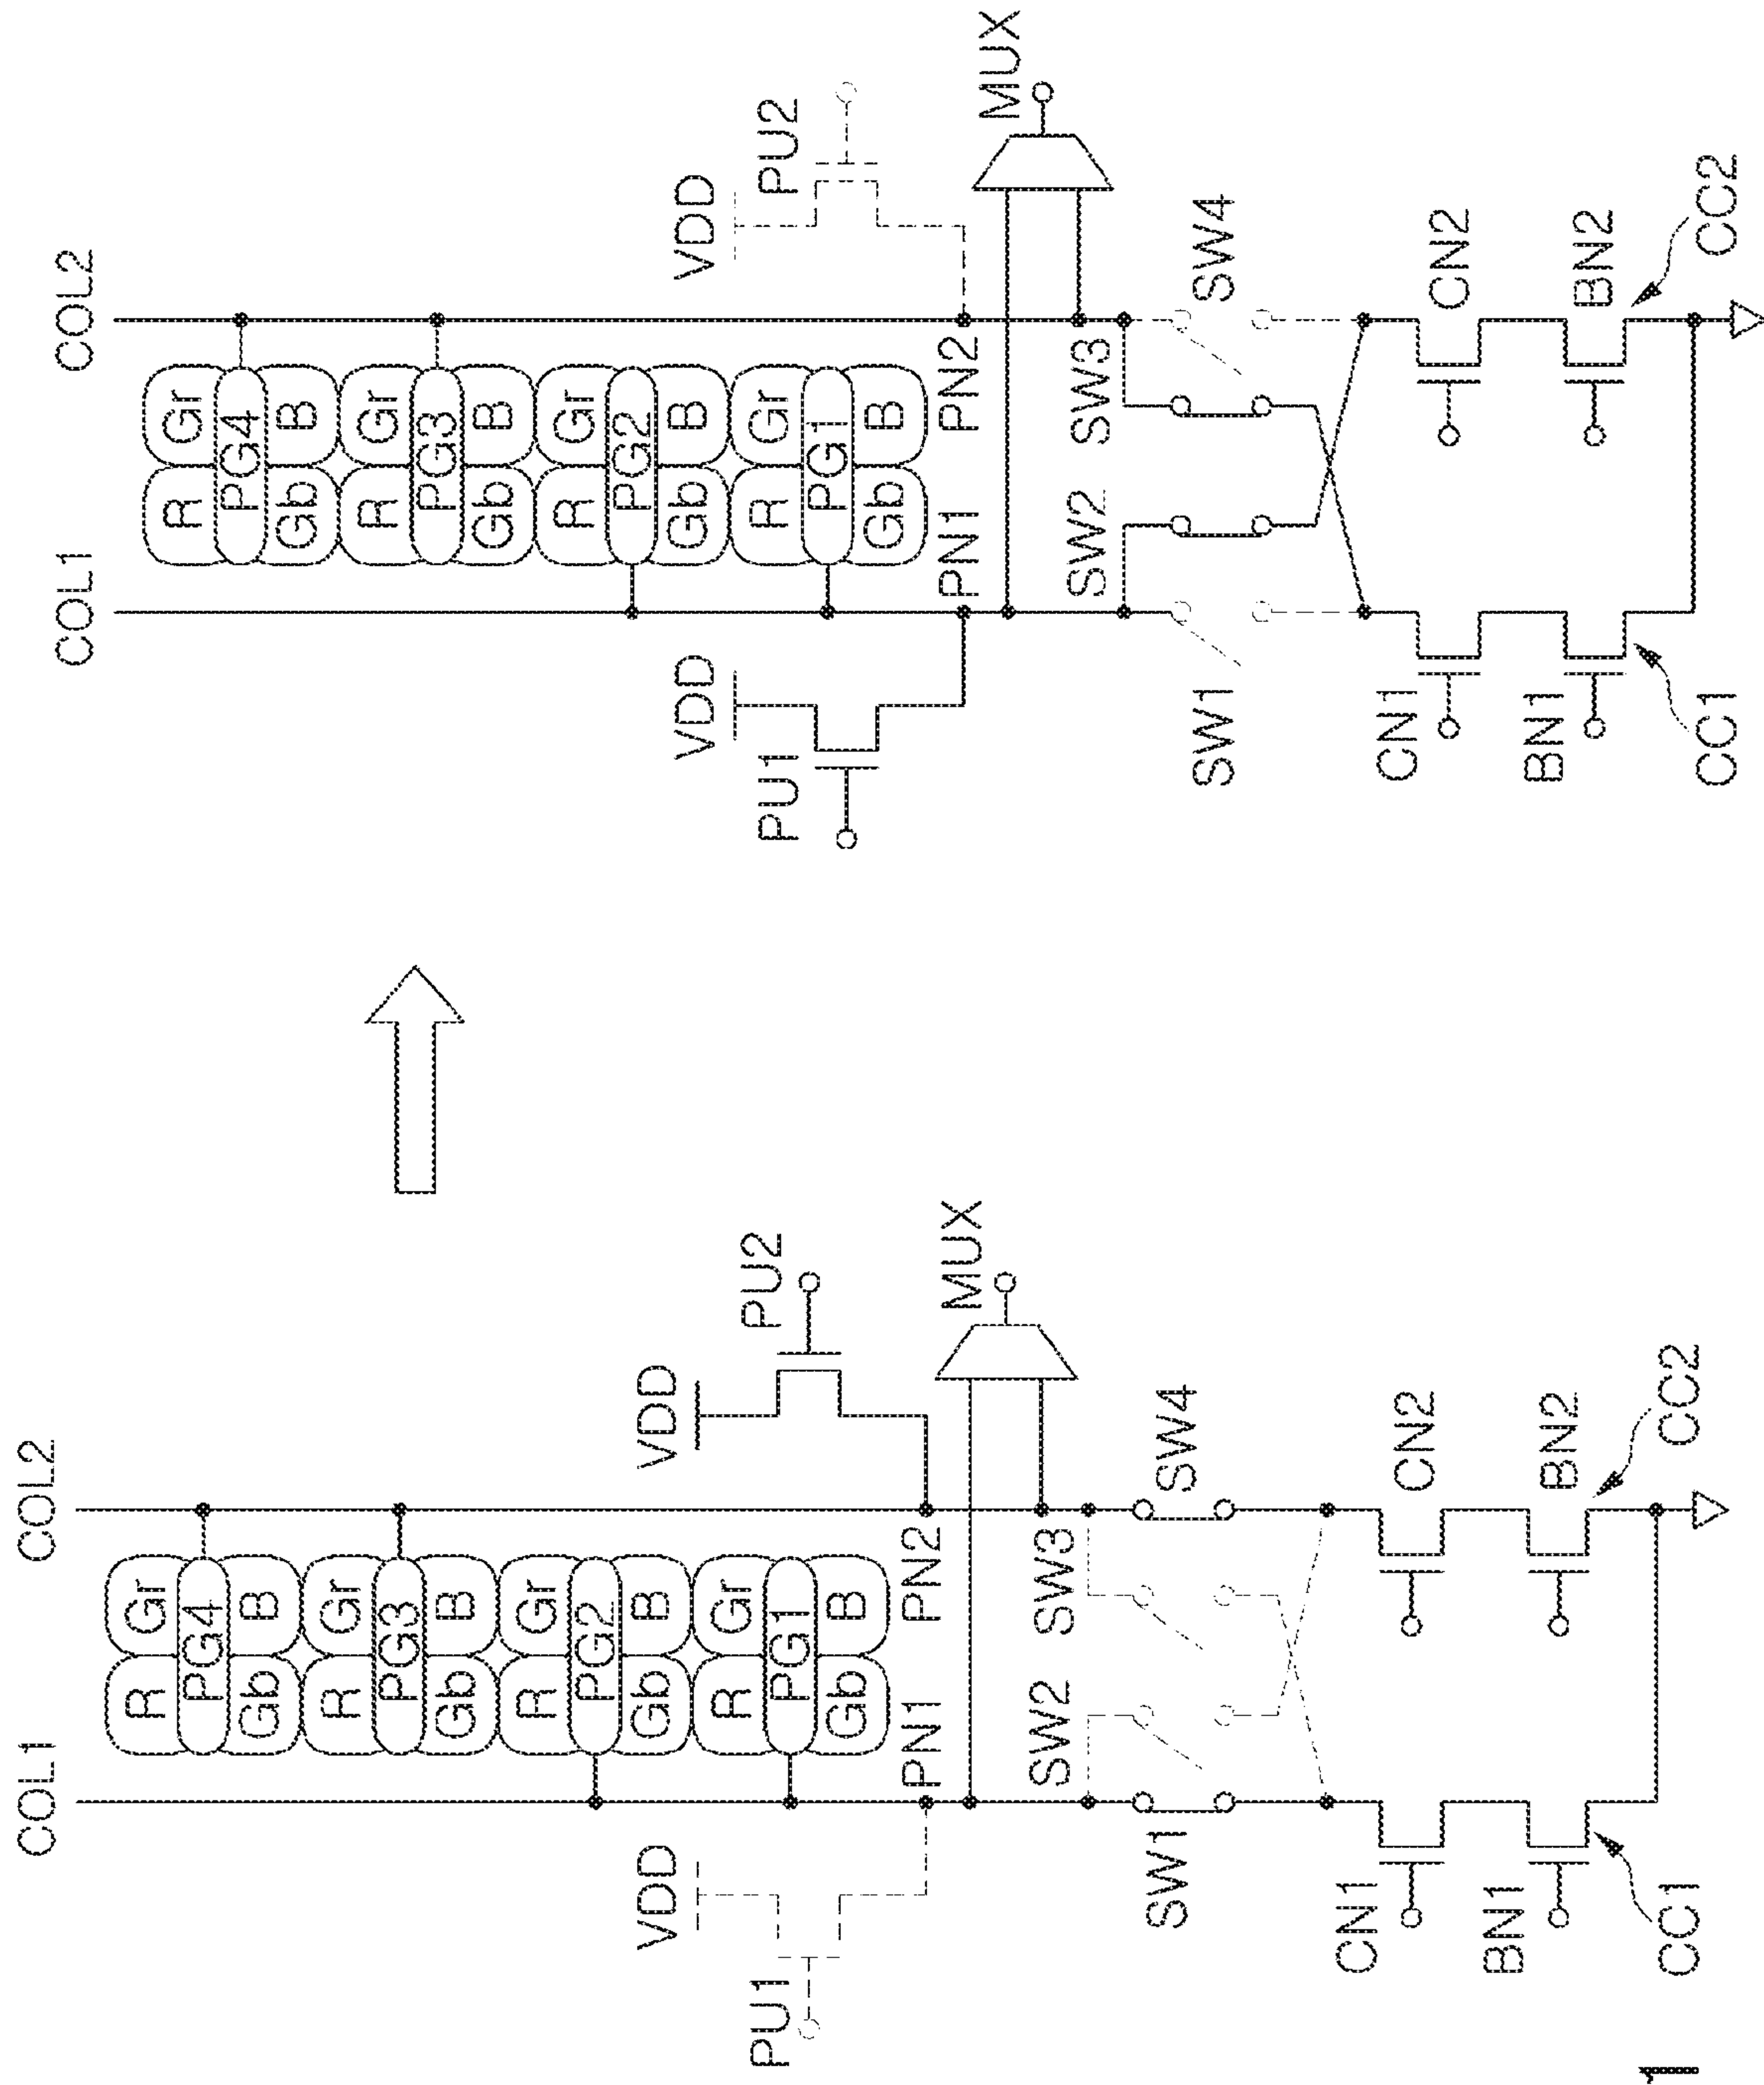 COL1 COL2
R Gr
PG4
Gb B
R Gr
PG3
Gb B
R Gr
PG2
Gb B
R Gr
PG1
Gb B
VDD VDD
PU1 PU2
PN1 PN2
MUX
SW1 SW2 SW3 SW4
CN1 CN2
BN1 BN2
CC1 CC2
COL1 COL2
R Gr
PG4
Gb B
R Gr
PG3
Gb B
R Gr
PG2
Gb B
R Gr
PG1
Gb B
VDD VDD
PU1 PU2
PN1 PN2
MUX
SW1 SW2 SW3 SW4
CN1 CN2
BN1 BN2
CC1 CC2
1